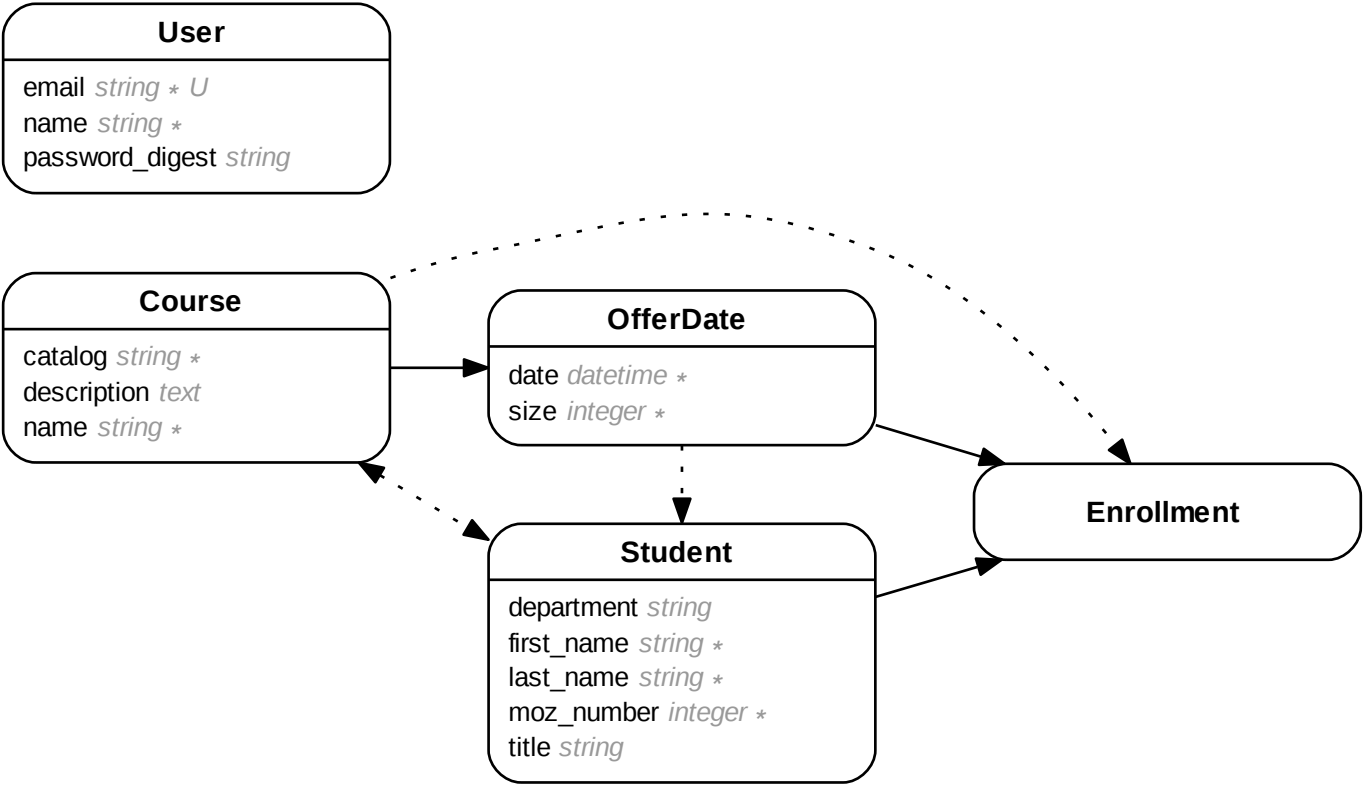 User
email string * U
name string *
password_digest string
Course
catalog string *
description text
name string *
OfferDate
date datetime *
size integer *
Student
department string
first_name string *
last_name string *
moz_number integer *
title string
Enrollment